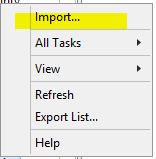 Import...
All Tasks
View
Refresh
Export List...
Help